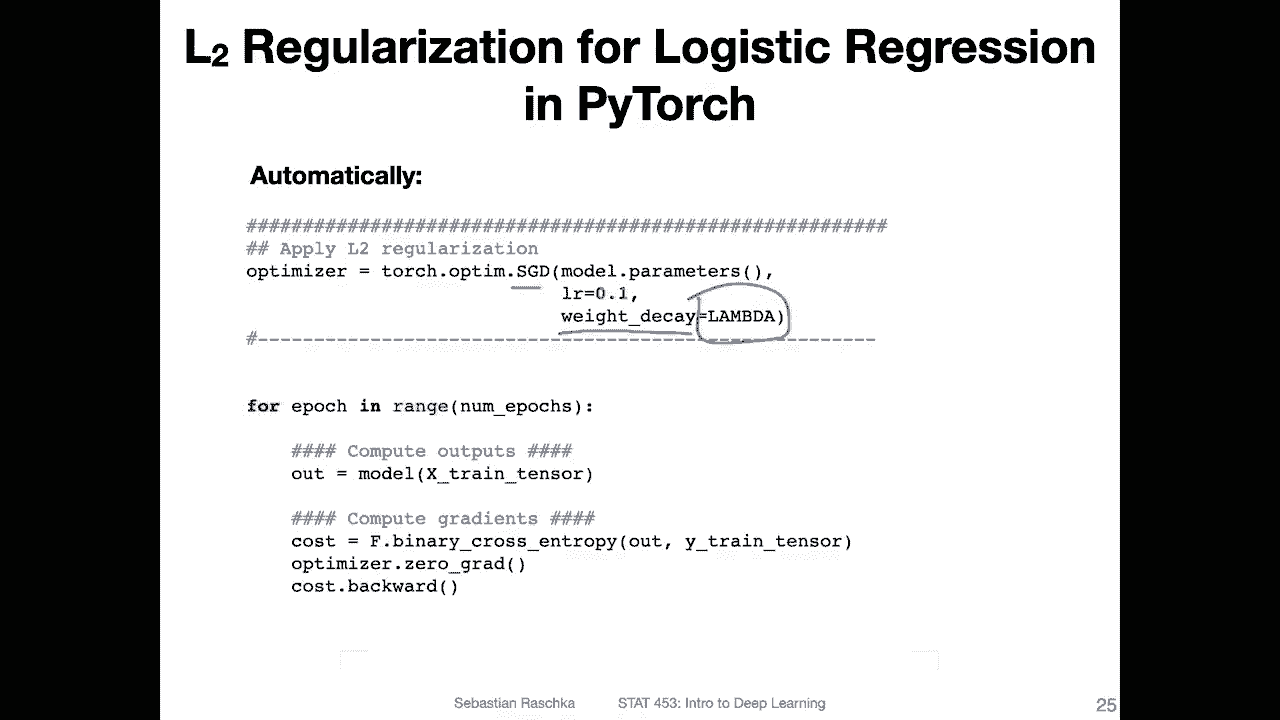 L₂ Regularization for Logistic Regression
in PyTorch
Automatically:
#########################################################
## Apply L2 regularization
optimizer = torch.optim.SGD(model.parameters(),
lr=0.1,
weight_decay=LAMBDA)
#-------------------------------------------------------
for epoch in range(num_epochs):
#### Compute outputs ####
out = model(X_train_tensor)
#### Compute gradients ####
cost = F.binary_cross_entropy(out, y_train_tensor)
optimizer.zero_grad()
cost.backward()
Sebastian Raschka STAT 453: Intro to Deep Learning 25